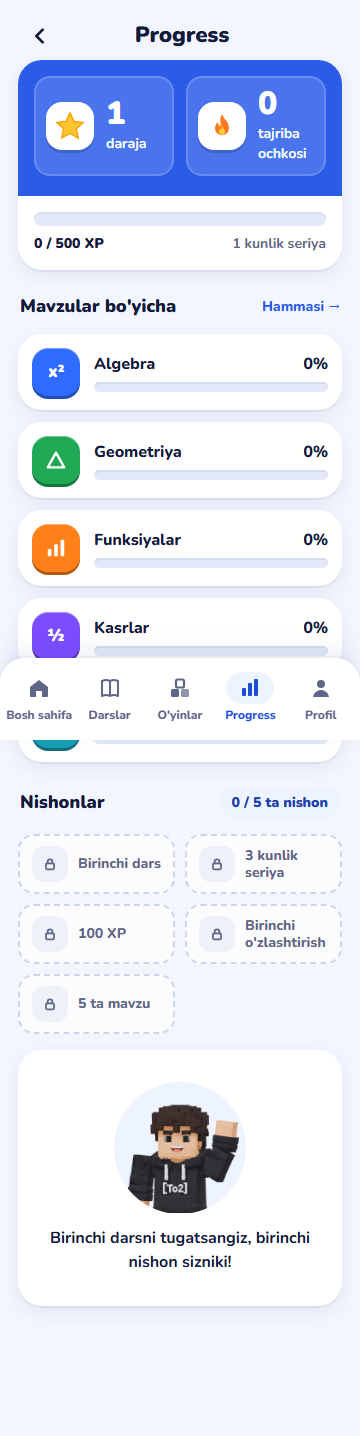 Progress
1
daraja
0
tajriba
ochkosi
0 / 500 XP
1 kunlik seriya
Mavzular bo'yicha
Hammasi →
x²
Algebra
0%
Geometriya
0%
Funksiyalar
0%
½
Kasrlar
0%
Bosh sahifa
Darslar
O'yinlar
Progress
Profil
Nishonlar
0 / 5 ta nishon
Birinchi dars
3 kunlik
seriya
100 XP
Birinchi
o'zlashtirish
5 ta mavzu
[To2]
Birinchi darsni tugatsangiz, birinchi
nishon sizniki!